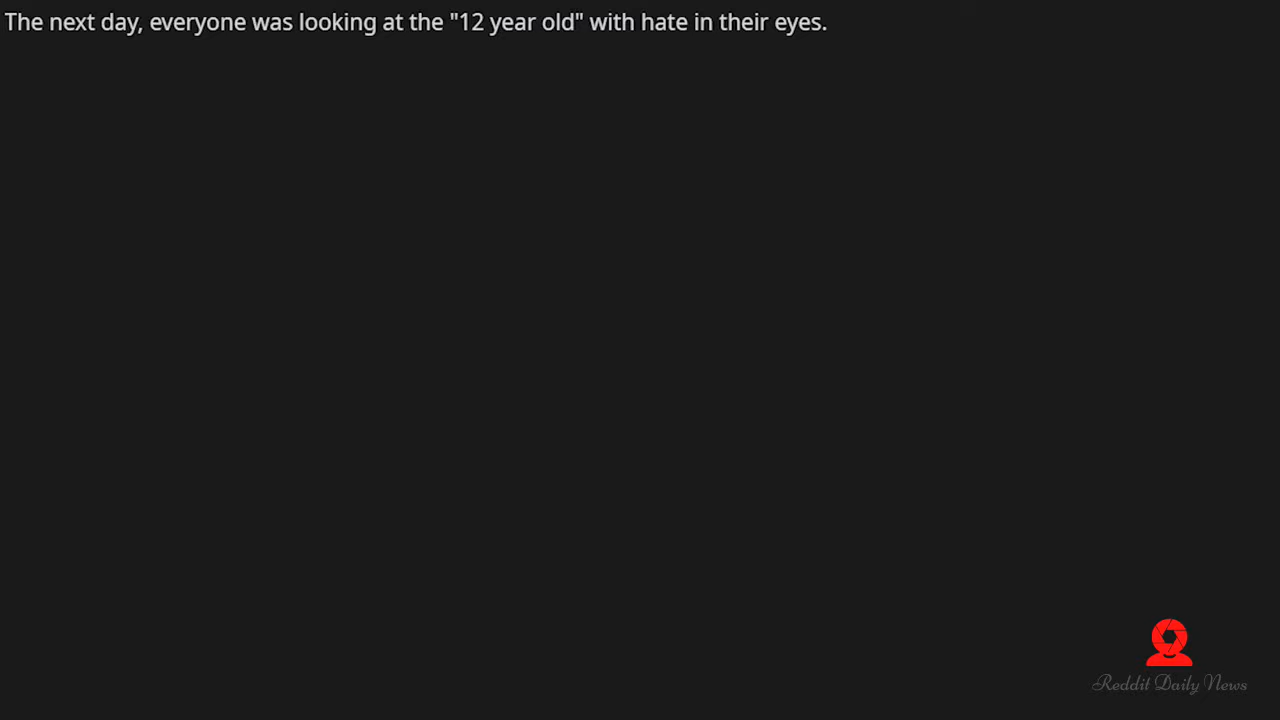 The next day, everyone was looking at the "12 year old" with hate in their eyes.
Reddit Daily News